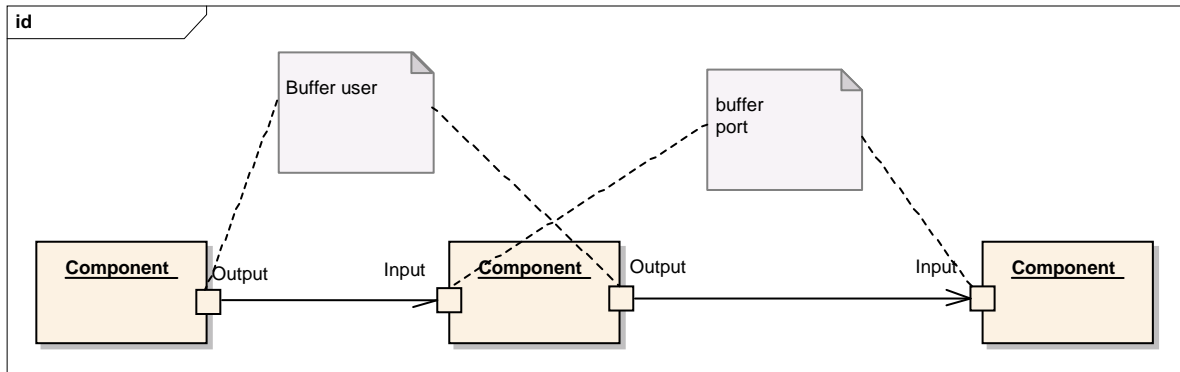 id
Buffer user
buffer
port
Component
Output
Input
Component
Output
Input
Component